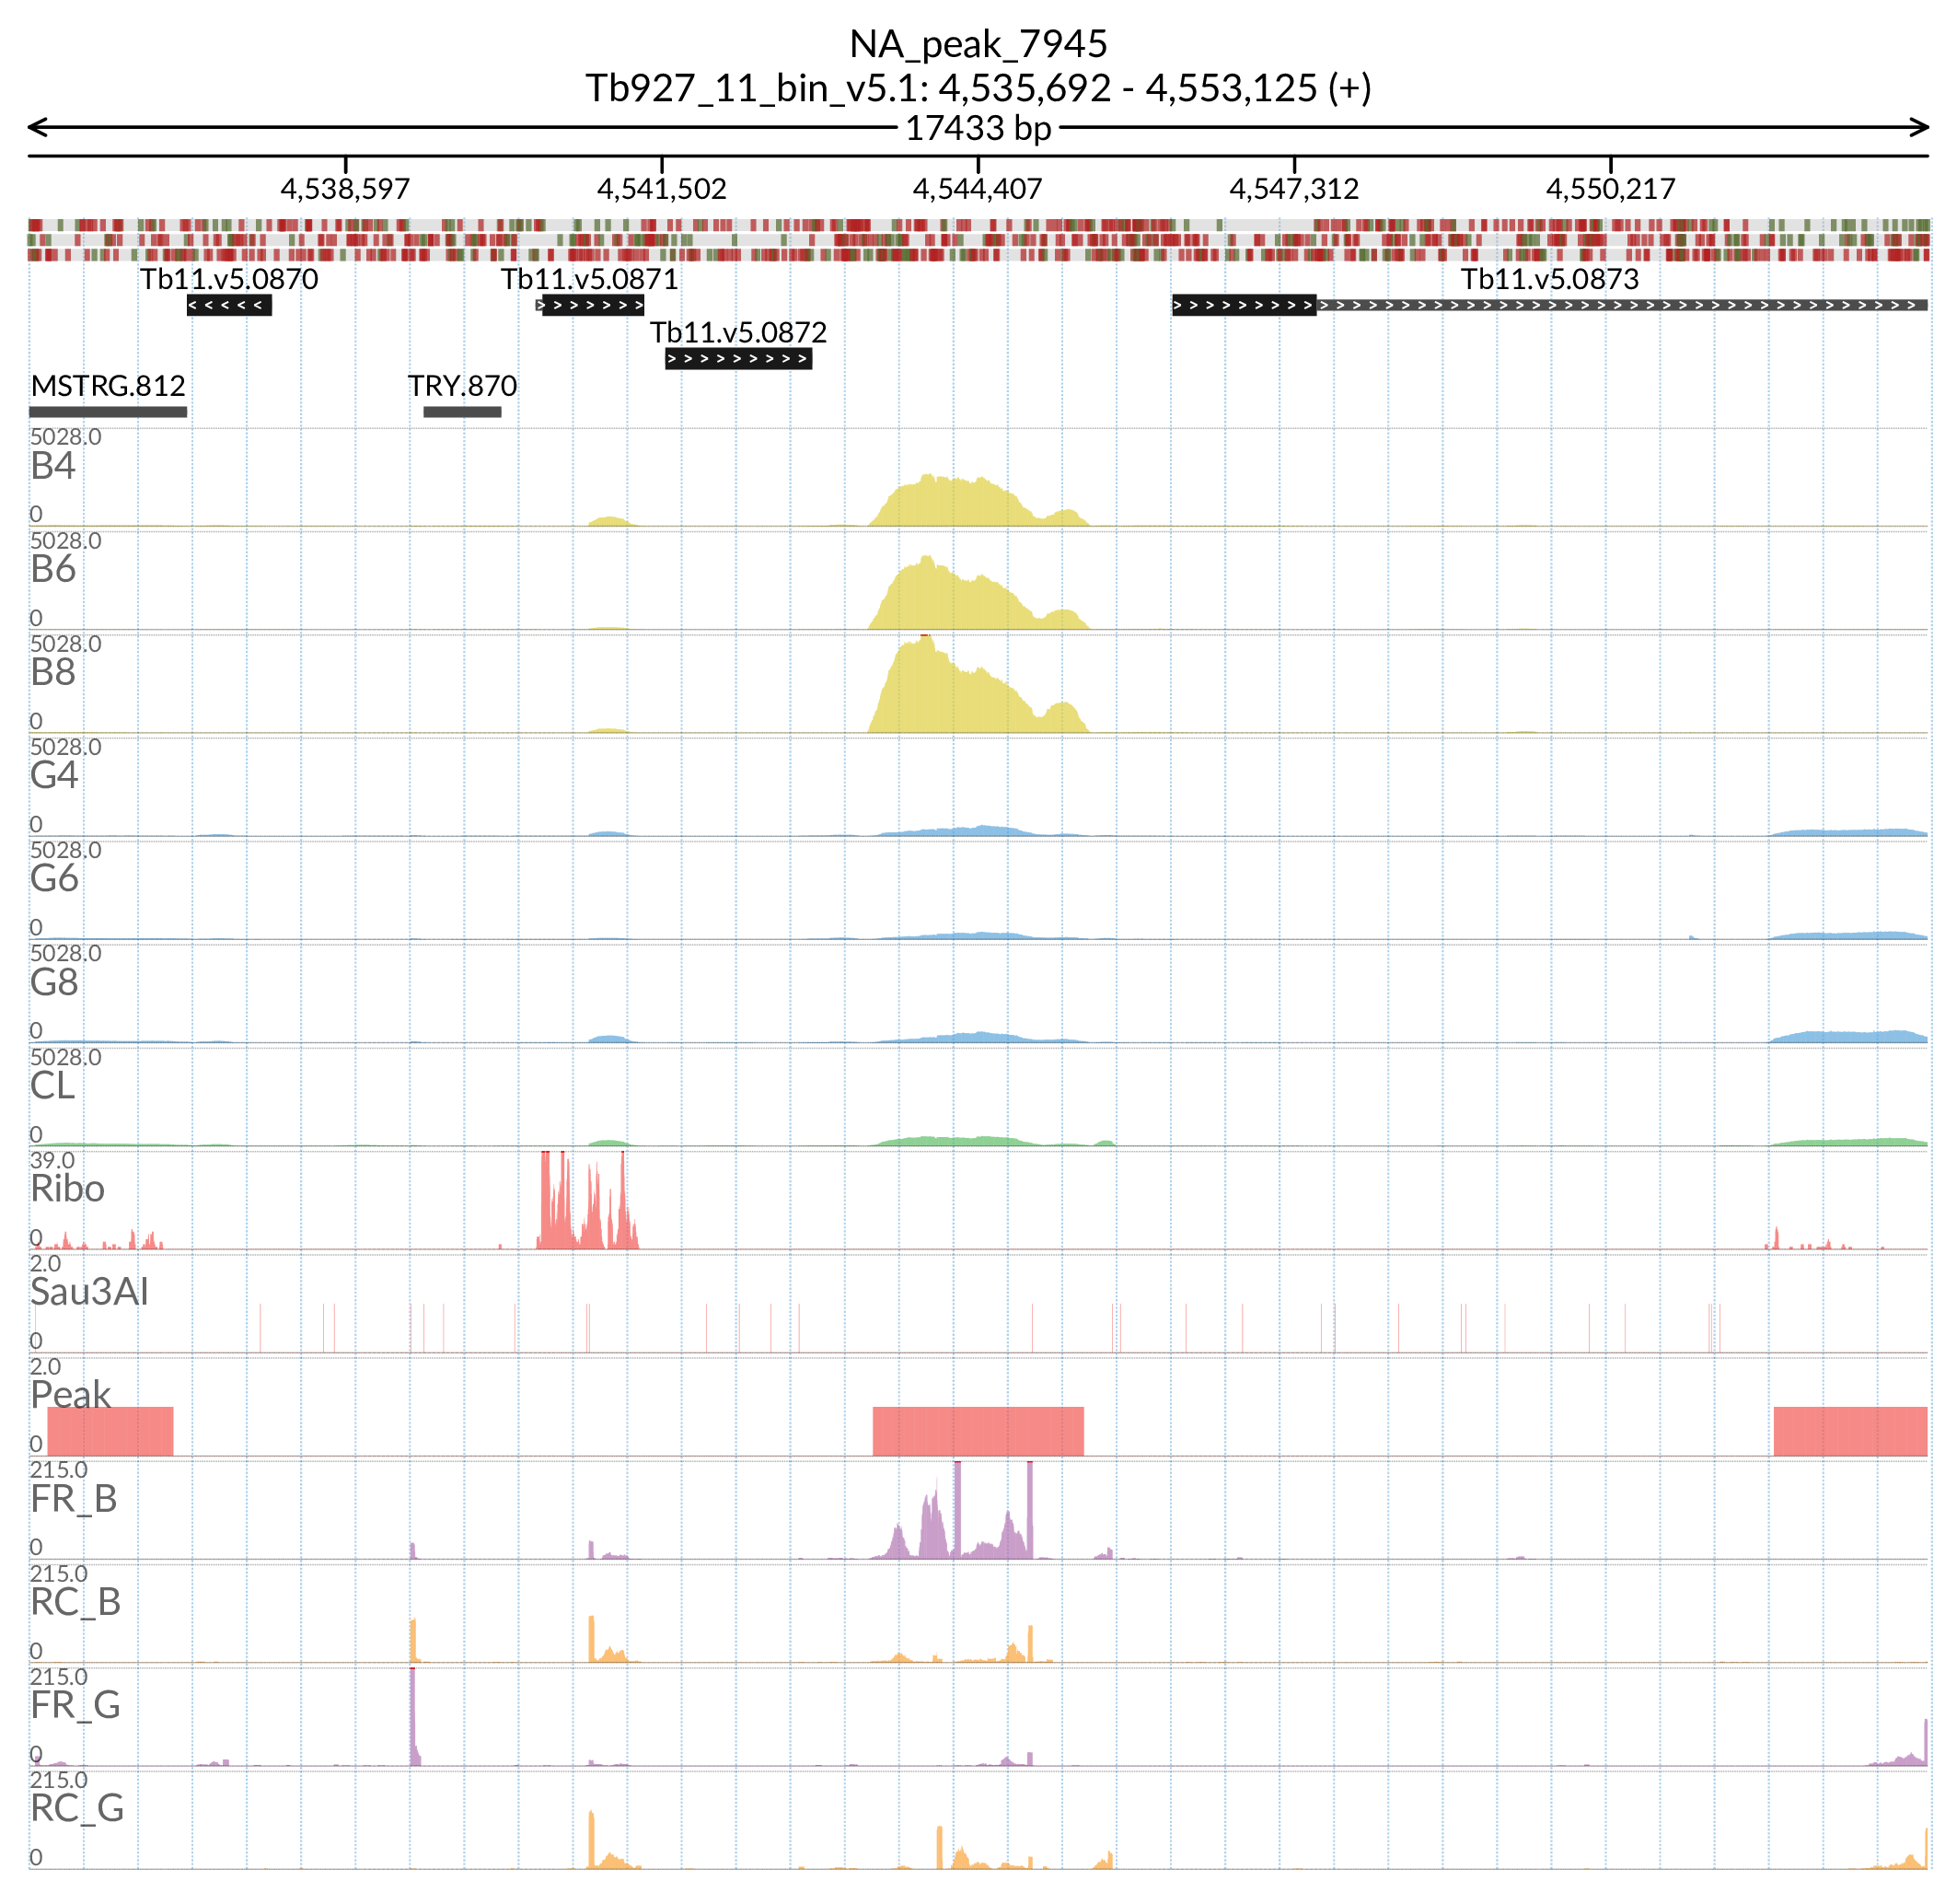 NA_peak_7945
Tb927_11_bin_v5.1: 4,535,692 - 4,553,125 (+)
17433 bp
4,538,597 4,541,502 4,544,407 4,547,312 4,550,217
Tb11.v5.0870 Tb11.v5.0871 Tb11.v5.0873
Tb11.v5.0872
MSTRG.812 TRY.870
5028.0
B4
0
5028.0
B6
0
5028.0
B8
0
5028.0
G4
0
5028.0
G6
0
5028.0
G8
0
5028.0
CL
0
39.0
Ribo
0
2.0
Sau3AI
0
2.0
Peak
0
215.0
FR_B
0
215.0
RC_B
0
215.0
FR_G
0
215.0
RC_G
0